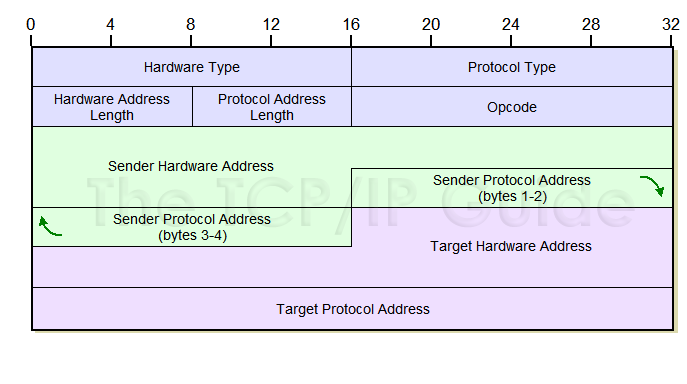 0 4 8 12 16 20 24 28 32
Hardware Type
Protocol Type
Hardware Address
Length
Protocol Address
Length
Opcode
Sender Hardware Address
Sender Protocol Address
(bytes 1-2)
The TCP/IP Guide
Sender Protocol Address
(bytes 3-4)
Target Hardware Address
Target Protocol Address